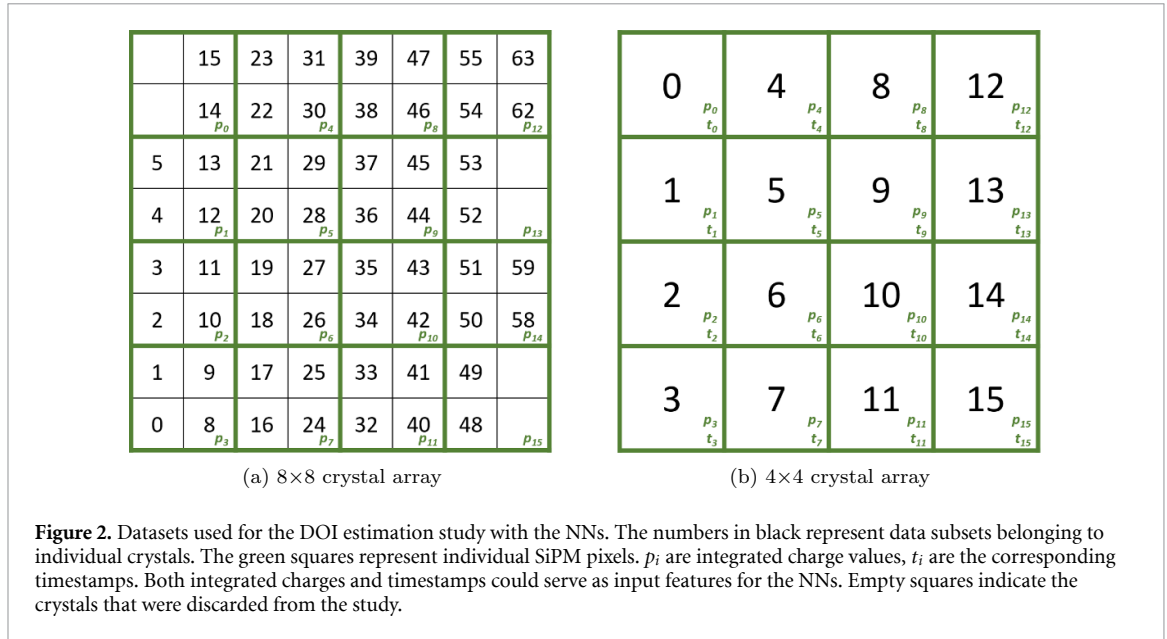 15 23 31 39 47 55 63
14 22 30 38 46 54 62
p0 p4 p8 p12
5 13 21 29 37 45 53
4 12 20 28 36 44 52
p1 p5 p9 p13
3 11 19 27 35 43 51 59
2 10 18 26 34 42 50 58
p2 p6 p10 p14
1 9 17 25 33 41 49
0 8 16 24 32 40 48
p3 p7 p11 p15
(a) 8×8 crystal array
0 4 8 12
p0 p4 p8 p12
t0 t4 t8 t12
1 5 9 13
p1 p5 p9 p13
t1 t5 t9 t13
2 6 10 14
p2 p6 p10 p14
t2 t6 t10 t14
3 7 11 15
p3 p7 p11 p15
t3 t7 t11 t15
(b) 4×4 crystal array
Figure 2. Datasets used for the DOI estimation study with the NNs. The numbers in black represent data subsets belonging to
individual crystals. The green squares represent individual SiPM pixels. pi are integrated charge values, ti are the corresponding
timestamps. Both integrated charges and timestamps could serve as input features for the NNs. Empty squares indicate the
crystals that were discarded from the study.